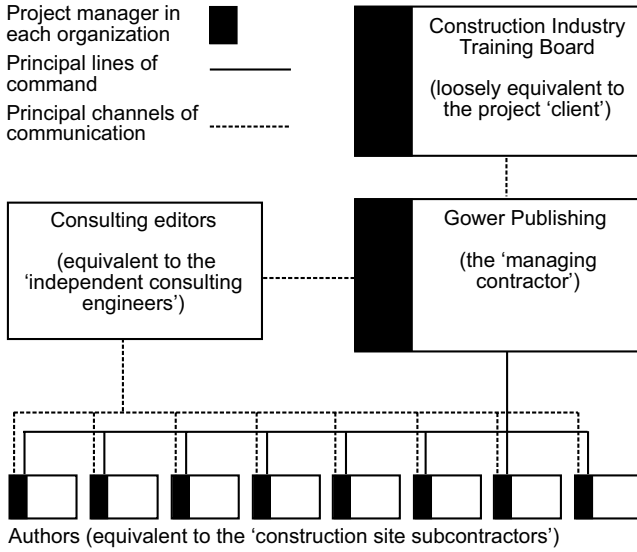 Project manager in
each organization
Principal lines of
command
Principal channels of
communication
Construction Industry
Training Board
(loosely equivalent to
the project ‘client’)
Consulting editors
(equivalent to the
‘independent consulting
engineers’)
Gower Publishing
(the ‘managing
contractor’)
Authors (equivalent to the ‘construction site subcontractors’)